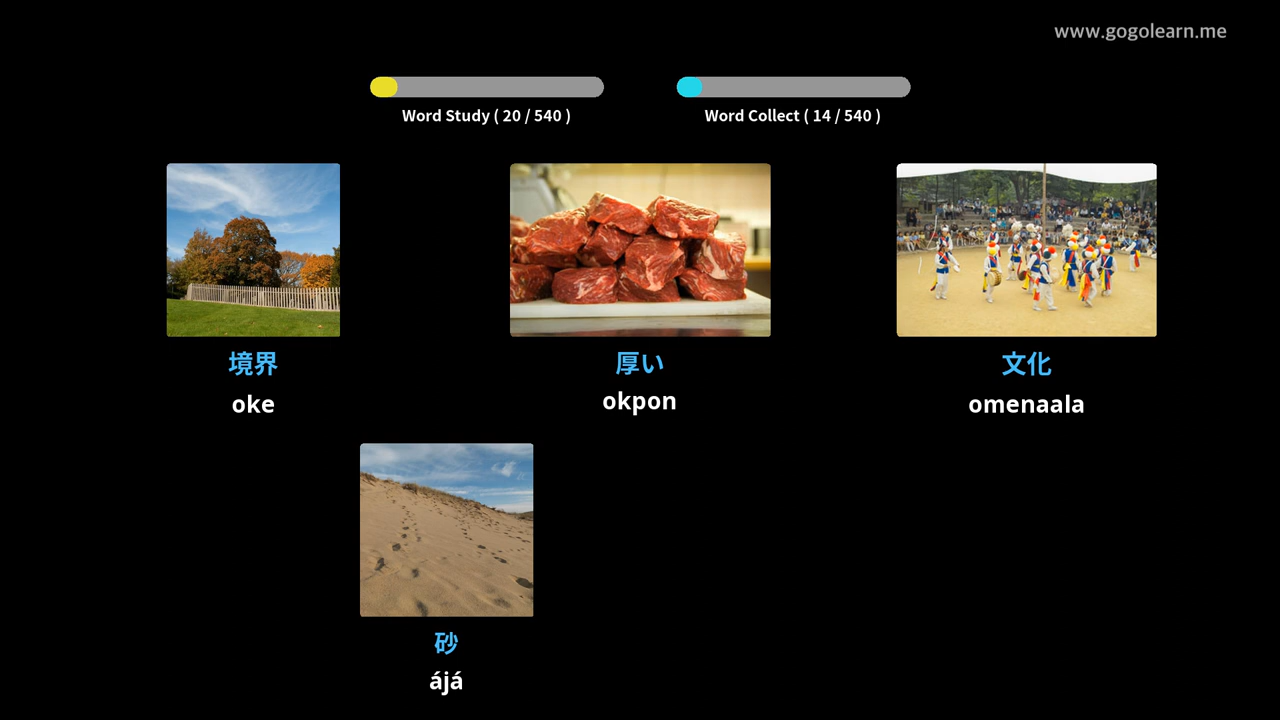 www.gogolearn.me
Word Study ( 20 / 540 )
Word Collect ( 14 / 540 )
境界
oke
厚い
okpon
文化
omenaala
砂
ájá